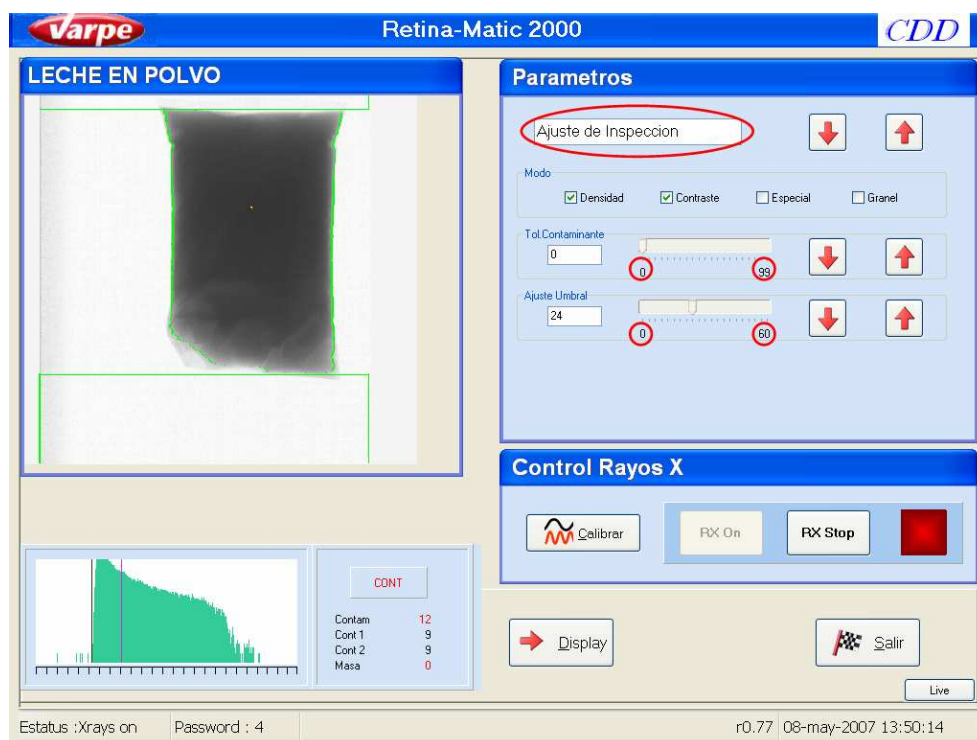 Varpe
Retina-Matic 2000
CDD
LECHE EN POLVO
Parametros
Ajuste de Inspeccion
Modo
Densidad Contraste Especial Granel
Tol.Contaminante
0
0 99
Ajuste Umbral
24
0 60
Control Rayos X
Calibrar RX On RX Stop
CONT
Contam 12
Cont 1 9
Cont 2 9
Masa 0
Display Salir
Live
Estatus :Xrays on Password : 4 r0.77 08-may-2007 13:50:14